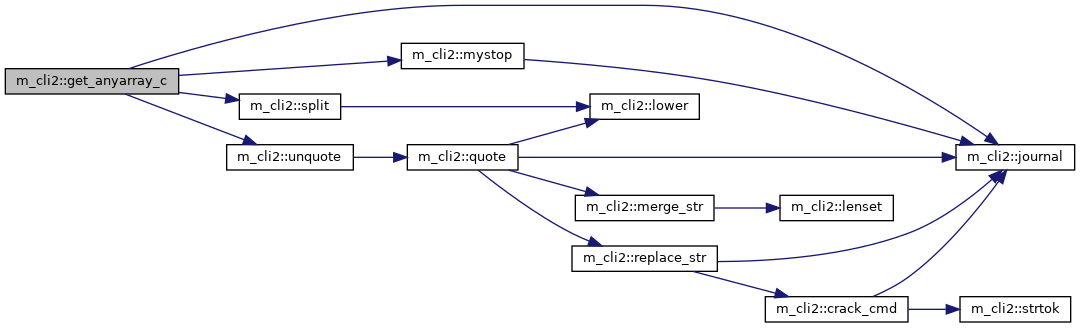 m_cli2::get_anyarray_c
m_cli2::mystop
m_cli2::split
m_cli2::lower
m_cli2::unquote
m_cli2::quote
m_cli2::journal
m_cli2::merge_str
m_cli2::lenset
m_cli2::replace_str
m_cli2::crack_cmd
m_cli2::strtok